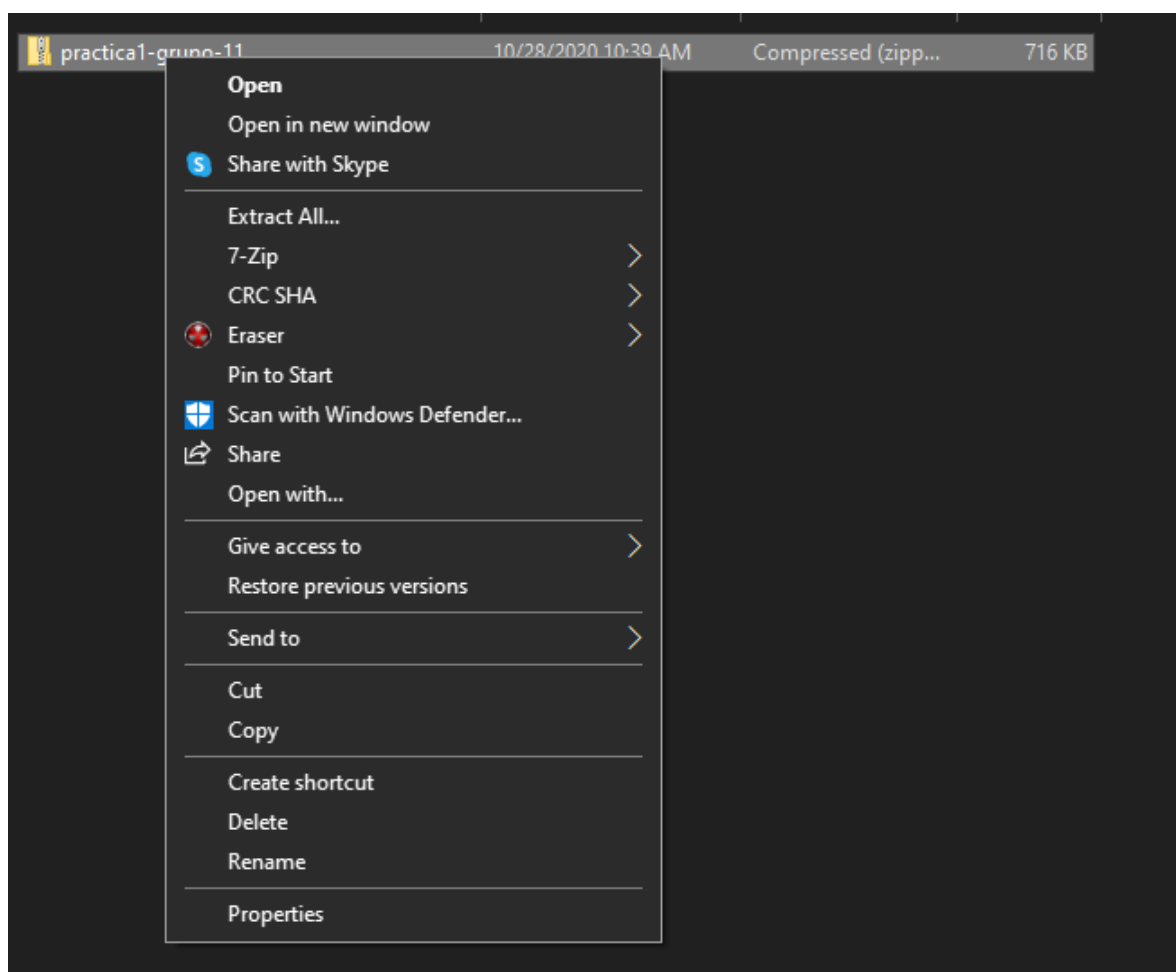 practica1-grupo-11 10/28/2020 10:39 AM Compressed (zipp... 716 KB
Open
Open in new window
Share with Skype
Extract All...
7-Zip
CRC SHA
Eraser
Pin to Start
Scan with Windows Defender...
Share
Open with...
Give access to
Restore previous versions
Send to
Cut
Copy
Create shortcut
Delete
Rename
Properties